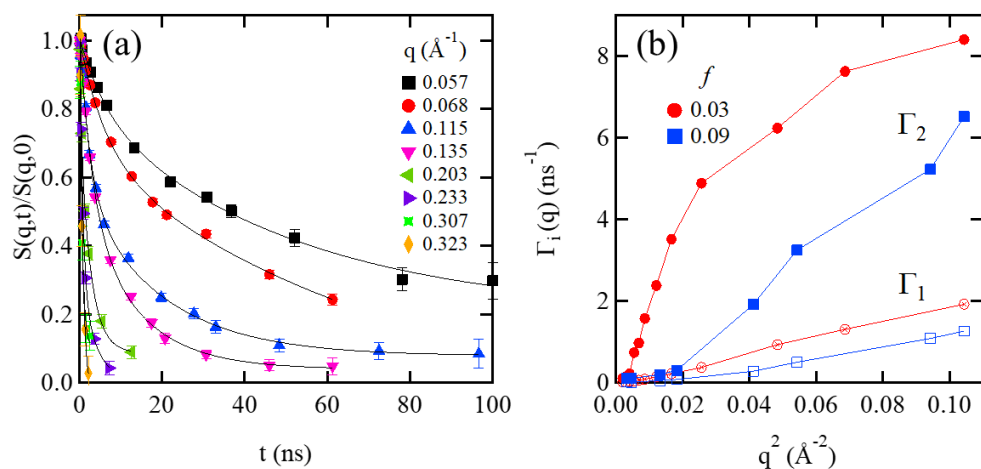 (a)
q (Å⁻¹)
0.057
0.068
0.115
0.135
0.203
0.233
0.307
0.323
S(q,t)/S(q,0)
1.0
0.8
0.6
0.4
0.2
0.0
0 20 40 60 80 100
t (ns)
(b)
f
0.03
0.09
Γ₂
Γ₁
Γᵢ(q) (ns⁻¹)
8
6
4
2
0
0.00 0.02 0.04 0.06 0.08 0.10
q² (Å⁻²)